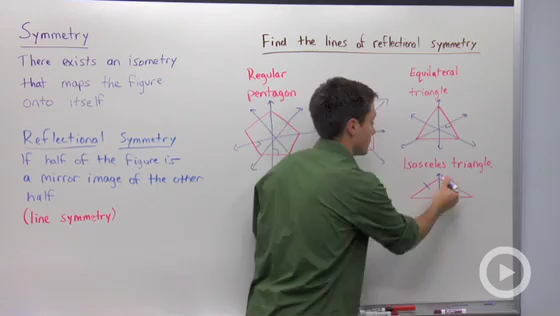 Symmetry
There exists an isometry
that maps the figure
onto itself
Reflectional Symmetry
If half of the figure is
a mirror image of the other
half
(line symmetry)
Find the lines of reflectional symmetry
Regular
pentagon
Equilateral
triangle
Isosceles triangle